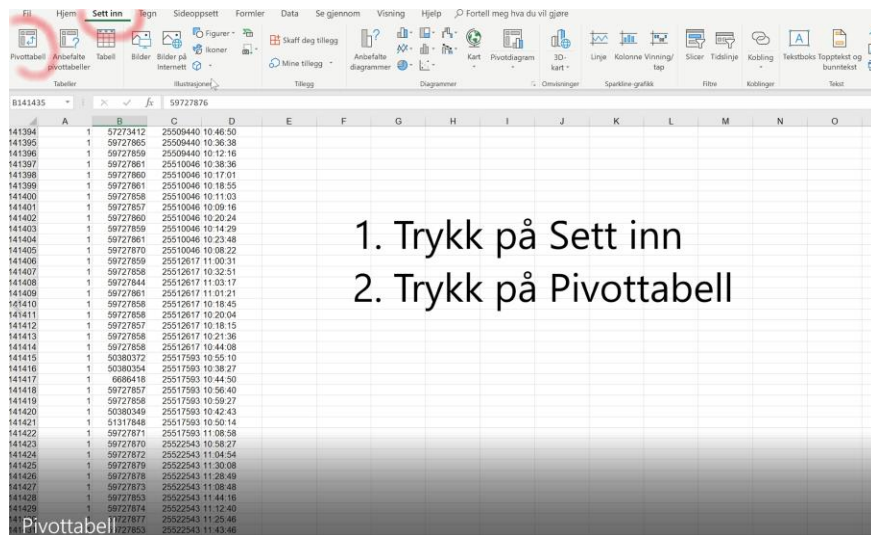 Fil Hjem Sett inn Tegn Sideoppsett Formler Data Se gjennom Visning Hjelp Fortell meg hva du vil gjøre
Pivottabell Anbefalte pivottabeller Tabell Bilder Bilder på Internett Figurer Ikoner Skaff deg tillegg Mine tillegg Anbefalte diagrammer Kart Pivotdiagram 3D-kart Linje Kolonne Vinning/tap Slicer Tidslinje Kobling Tekstboks Topptekst og bunntekst
Tabeller Illustrasjoner Tillegg Diagrammer Omvisninger Sparkline-grafikk Filtre Koblinger Tekst
B141435 fx 59727876
A B C D E F G H I J K L M N O
141394 1 57273412 25509440 10:46:50
141395 1 59727865 25509440 10:36:38
141396 1 59727859 25509440 10:12:16
141397 1 59727861 25510046 10:38:36
141398 1 59727860 25510046 10:17:01
141399 1 59727861 25510046 10:18:55
141400 1 59727858 25510046 10:11:03
141401 1 59727857 25510046 10:09:16
141402 1 59727860 25510046 10:20:24
141403 1 59727859 25510046 10:14:29
141404 1 59727861 25510046 10:23:48
141405 1 59727870 25510046 10:08:22
141406 1 59727859 25512617 11:00:31
141407 1 59727858 25512617 10:32:51
141408 1 59727844 25512617 11:03:17
141409 1 59727861 25512617 11:01:21
141410 1 59727858 25512617 10:18:45
141411 1 59727858 25512617 10:20:04
141412 1 59727857 25512617 10:18:15
141413 1 59727858 25512617 10:21:36
141414 1 59727858 25512617 10:44:08
141415 1 50380372 25517593 10:55:10
141416 1 50380354 25517593 10:38:27
141417 1 6686418 25517593 10:44:50
141418 1 59727857 25517593 10:56:40
141419 1 59727858 25517593 10:59:27
141420 1 50380349 25517593 10:42:43
141421 1 51317848 25517593 10:50:14
141422 1 59727871 25517593 11:08:58
141423 1 59727870 25522543 10:58:27
141424 1 59727872 25522543 11:04:54
141425 1 59727879 25522543 11:30:08
141426 1 59727878 25522543 11:28:49
141427 1 59727873 25522543 11:08:48
141428 1 59727853 25522543 11:44:16
141429 1 59727874 25522543 11:12:40
25522543 11:25:46
25522543 11:43:46
1. Trykk på Sett inn
2. Trykk på Pivottabell
Pivottabell